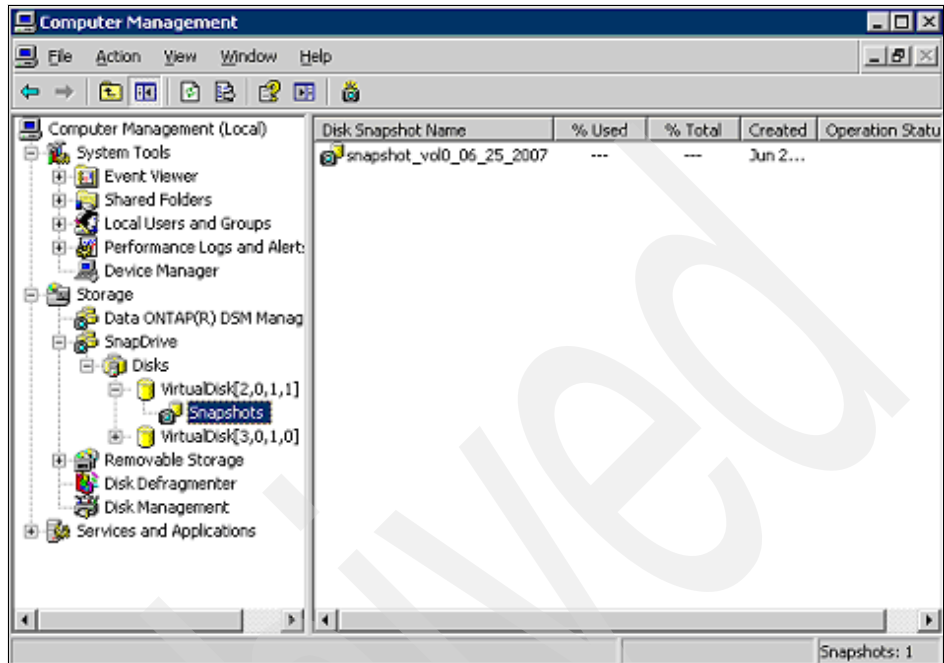 Computer Management
File Action View Window Help
Computer Management (Local)
System Tools
Event Viewer
Shared Folders
Local Users and Groups
Performance Logs and Alert:
Device Manager
Storage
Data ONTAP(R) DSM Manag
SnapDrive
Disks
VirtualDisk[2,0,1,1]
Snapshots
VirtualDisk[3,0,1,0]
Removable Storage
Disk Defragmenter
Disk Management
Services and Applications
Disk Snapshot Name % Used % Total Created Operation Statu
snapshot_vol0_06_25_2007 --- --- Jun 2...
Snapshots: 1